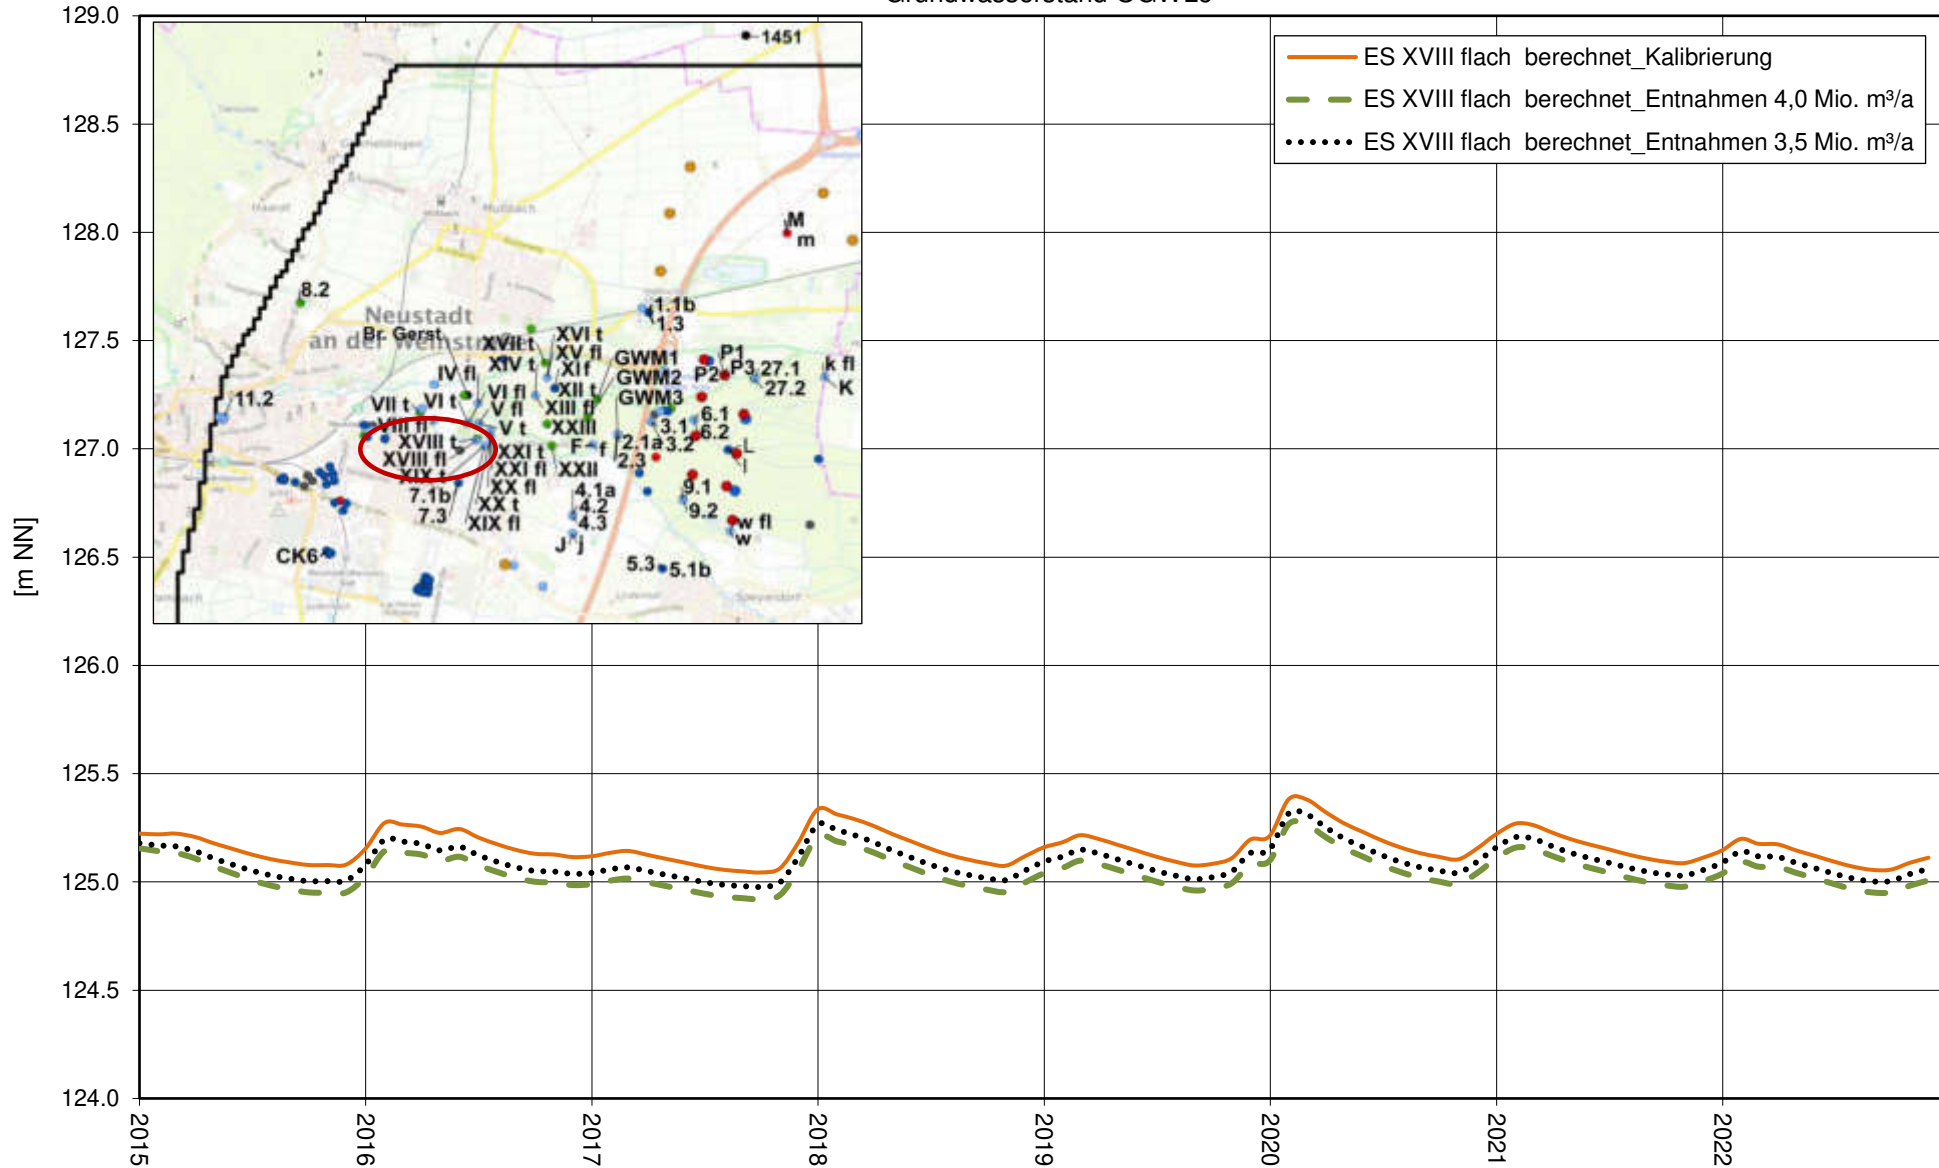 129.0
128.5
128.0
127.5
127.0
126.5
126.0
125.5
125.0
124.5
124.0
[m NN]
ES XVIII flach berechnet_Kalibrierung
ES XVIII flach berechnet_Entnahmen 4,0 Mio. m³/a
ES XVIII flach berechnet_Entnahmen 3,5 Mio. m³/a
1451
M
m
8.2
Neustadt
an der Weinstraße
Br. Gerst
1.1b
1.3
XVI t
XVII t
XV fl
XIV t
XI f
GWM1
P1
P2
P3
27.1
27.2
k fl
K
IV fl
XII t
GWM2
VI fl
GWM3
11.2
VII t
VI t
V fl
XIII fl
6.1
VIII fl
V t
XXIII
3.1
6.2
XVIII t
F
f
2.1a
3.2
L
l
XVIII fl
XXI t
2.3
XIX t
XXI fl
XXII
7.1b
XX fl
4.1a
9.1
7.3
XX t
4.2
9.2
XIX fl
4.3
w fl
w
J
j
CK6
5.3
5.1b
Mußbach
Haardt
Speyerdorf
2015
2016
2017
2018
2019
2020
2021
2022